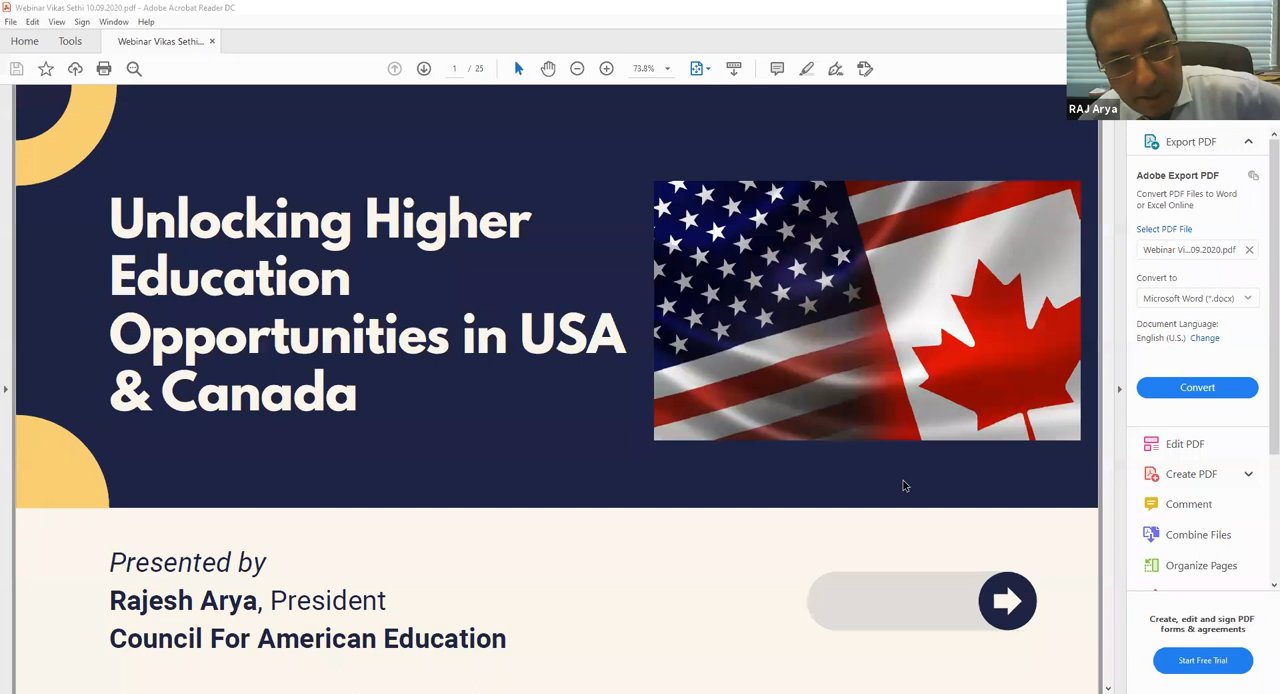 Webinar Vikas Sethi 10.09.2020.pdf - Adobe Acrobat Reader DC
File Edit View Sign Window Help
Home Tools Webinar Vikas Sethi... ×
1 / 25 73.8%
RAJ Arya
Unlocking Higher
Education
Opportunities in USA
& Canada
Presented by
Rajesh Arya, President
Council For American Education
Export PDF
Adobe Export PDF
Convert PDF Files to Word
or Excel Online
Select PDF File
Webinar Vi...09.2020.pdf
Convert to
Microsoft Word (*.docx)
Document Language:
English (U.S.) Change
Convert
Edit PDF
Create PDF
Comment
Combine Files
Organize Pages
Create, edit and sign PDF
forms & agreements
Start Free Trial